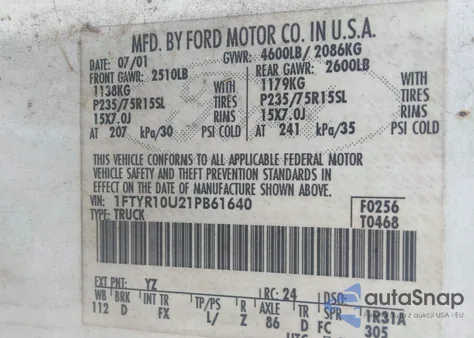 MFD. BY FORD MOTOR CO. IN U.S.A.
DATE: 07/01 GVWR: 4600LB/ 2086KG
FRONT GAWR: 2510LB REAR GAWR: 2600LB
1138KG WITH 1179KG WITH
P235/75R15SL TIRES P235/75R15SL TIRES
15X7.0J RIMS 15X7.0J RIMS
AT 207 kPa/30 PSI COLD AT 241 kPa/35 PSI COLD
THIS VEHICLE CONFORMS TO ALL APPLICABLE FEDERAL MOTOR
VEHICLE SAFETY AND THEFT PREVENTION STANDARDS IN
EFFECT ON THE DATE OF MANUFACTURE SHOWN ABOVE.
VIN: 1FTYR10U21PB61640 F0256
TYPE: TRUCK T0468
EXT PNT: YZ RC: 24 DSO:
WB BRK INT TR TP/PS R AXLE TR SPR
112 D FX L/ Z 86 D FC 1R31A
305
autaSnap
USA - EU